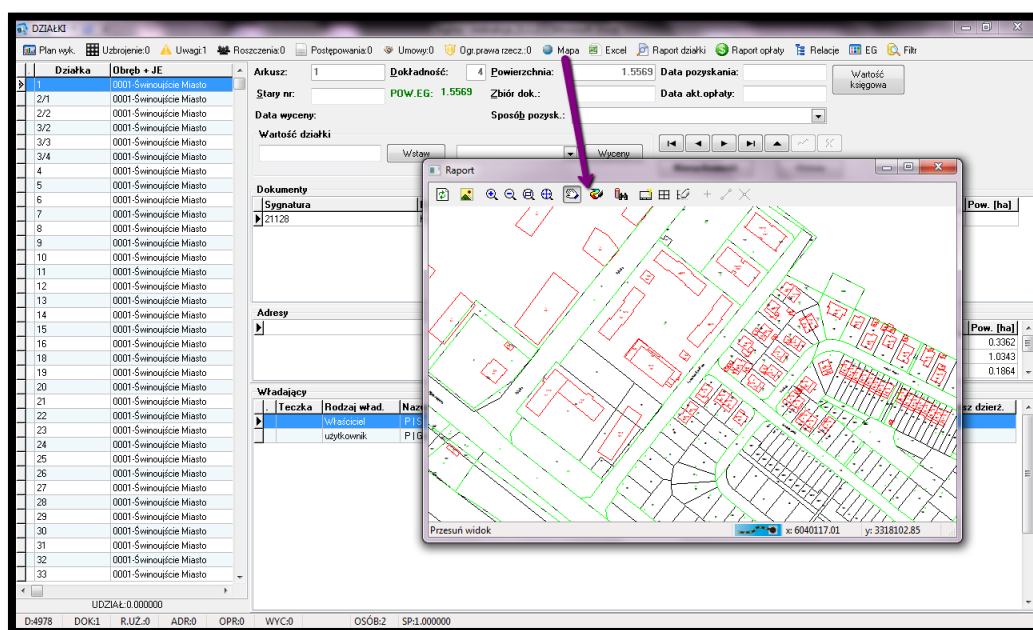 DZIAŁKI
Plan wyk. Uzbrojenie:0 Uwagi:1 Roszczenia:0 Postępowania:0 Umowy:0 Ogr.prawa rzecz.:0 Mapa Excel Raport działki Raport opłaty Relacje EG Filtr
Działka Obręb + JE
1 0001-Świnoujście Miasto
2/1 0001-Świnoujście Miasto
2/2 0001-Świnoujście Miasto
3/2 0001-Świnoujście Miasto
3/3 0001-Świnoujście Miasto
3/4 0001-Świnoujście Miasto
4 0001-Świnoujście Miasto
5 0001-Świnoujście Miasto
6 0001-Świnoujście Miasto
7 0001-Świnoujście Miasto
8 0001-Świnoujście Miasto
9 0001-Świnoujście Miasto
10 0001-Świnoujście Miasto
11 0001-Świnoujście Miasto
12 0001-Świnoujście Miasto
13 0001-Świnoujście Miasto
14 0001-Świnoujście Miasto
15 0001-Świnoujście Miasto
16 0001-Świnoujście Miasto
18 0001-Świnoujście Miasto
19 0001-Świnoujście Miasto
20 0001-Świnoujście Miasto
21 0001-Świnoujście Miasto
22 0001-Świnoujście Miasto
23 0001-Świnoujście Miasto
24 0001-Świnoujście Miasto
25 0001-Świnoujście Miasto
26 0001-Świnoujście Miasto
27 0001-Świnoujście Miasto
28 0001-Świnoujście Miasto
29 0001-Świnoujście Miasto
30 0001-Świnoujście Miasto
31 0001-Świnoujście Miasto
32 0001-Świnoujście Miasto
33 0001-Świnoujście Miasto
UDZIAŁ:0.000000
Arkusz: 1 Dokładność: 4 Powierzchnia: 1.5569 Data pozyskania:
Wartość księgowa
Stary nr: POW.EG: 1.5569 Zbiór dok.: Data akt.opłaty:
Data wyceny: Sposób pozysk.:
Wartość działki
Wstaw Wyceny
Dokumenty
Sygnatura Pow. [ha]
21128
Adresy
Pow. [ha]
0.3362
1.0343
0.1864
Władający
. Teczka Rodzaj wład. sz dzierż.
Właściciel
użytkownik
Raport
Przesuń widok x: 6040117.01 y: 3318102.85
D:4978 DOK:1 R.UŻ.:0 ADR:0 OPR:0 WYC:0 OSÓB:2 SP:1.000000